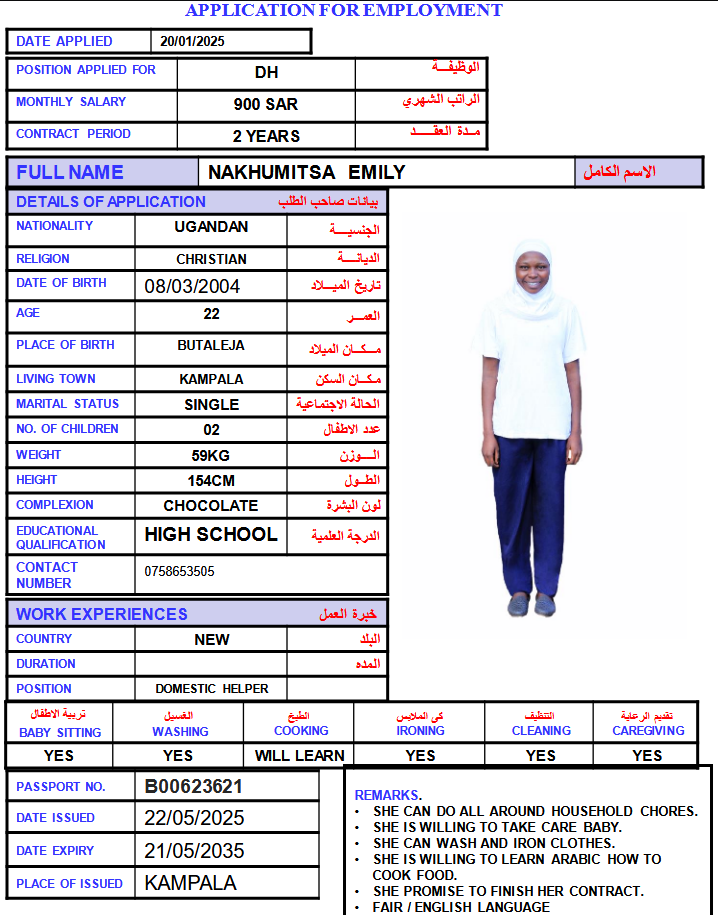 APPLICATION FOR EMPLOYMENT
DATE APPLIED 20/01/2025
POSITION APPLIED FOR DH الوظيفـــة
MONTHLY SALARY 900 SAR الراتب الشهري
CONTRACT PERIOD 2 YEARS مـدة العقـــد
FULL NAME NAKHUMITSA EMILY الاسم الكامل
DETAILS OF APPLICATION بيانات صاحب الطلب
NATIONALITY UGANDAN الجنسيـــة
RELIGION CHRISTIAN الديانـــة
DATE OF BIRTH 08/03/2004 تاريخ الميـــلاد
AGE 22 العمـــر
PLACE OF BIRTH BUTALEJA مـكـان الميلاد
LIVING TOWN KAMPALA مكـان السكن
MARITAL STATUS SINGLE الحالة الاجتماعية
NO. OF CHILDREN 02 عدد الاطفال
WEIGHT 59KG الـــوزن
HEIGHT 154CM الطـــول
COMPLEXION CHOCOLATE لون البشرة
EDUCATIONAL QUALIFICATION HIGH SCHOOL الدرجة العلمية
CONTACT NUMBER 0758653505
WORK EXPERIENCES خبرة العمل
COUNTRY NEW البلد
DURATION المده
POSITION DOMESTIC HELPER
تربية الاطفال الغسيل الطبخ كى الملابس التنظيف تقديم الرعاية
BABY SITTING WASHING COOKING IRONING CLEANING CAREGIVING
YES YES WILL LEARN YES YES YES
PASSPORT NO. B00623621
DATE ISSUED 22/05/2025
DATE EXPIRY 21/05/2035
PLACE OF ISSUED KAMPALA
REMARKS.
• SHE CAN DO ALL AROUND HOUSEHOLD CHORES.
• SHE IS WILLING TO TAKE CARE BABY.
• SHE CAN WASH AND IRON CLOTHES.
• SHE IS WILLING TO LEARN ARABIC HOW TO
COOK FOOD.
• SHE PROMISE TO FINISH HER CONTRACT.
• FAIR / ENGLISH LANGUAGE